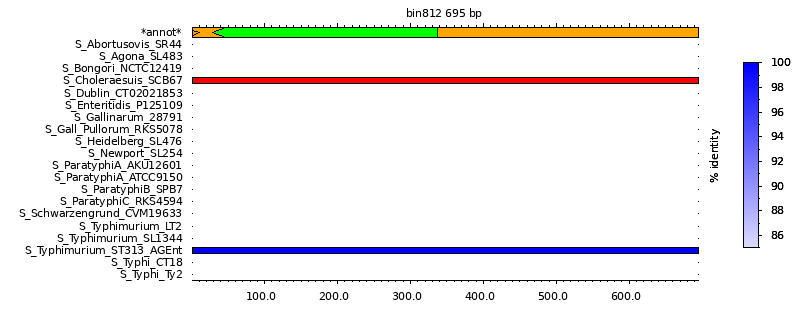 bin812 695 bp
*annot*
S_Abortusovis_SR44
S_Agona_SL483
S_Bongori_NCTC12419
S_Choleraesuis_SCB67
S_Dublin_CT02021853
S_Enteritidis_P125109
S_Gallinarum_28791
S_Gall_Pullorum_RKS5078
S_Heidelberg_SL476
S_Newport_SL254
S_ParatyphiA_AKU12601
S_ParatyphiA_ATCC9150
S_ParatyphiB_SPB7
S_ParatyphiC_RKS4594
S_Schwarzengrund_CVM19633
S_Typhimurium_LT2
S_Typhimurium_SL1344
S_Typhimurium_ST313_AGEnt
S_Typhi_CT18
S_Typhi_Ty2
100.0 200.0 300.0 400.0 500.0 600.0
% identity
100
98
96
94
92
90
88
86